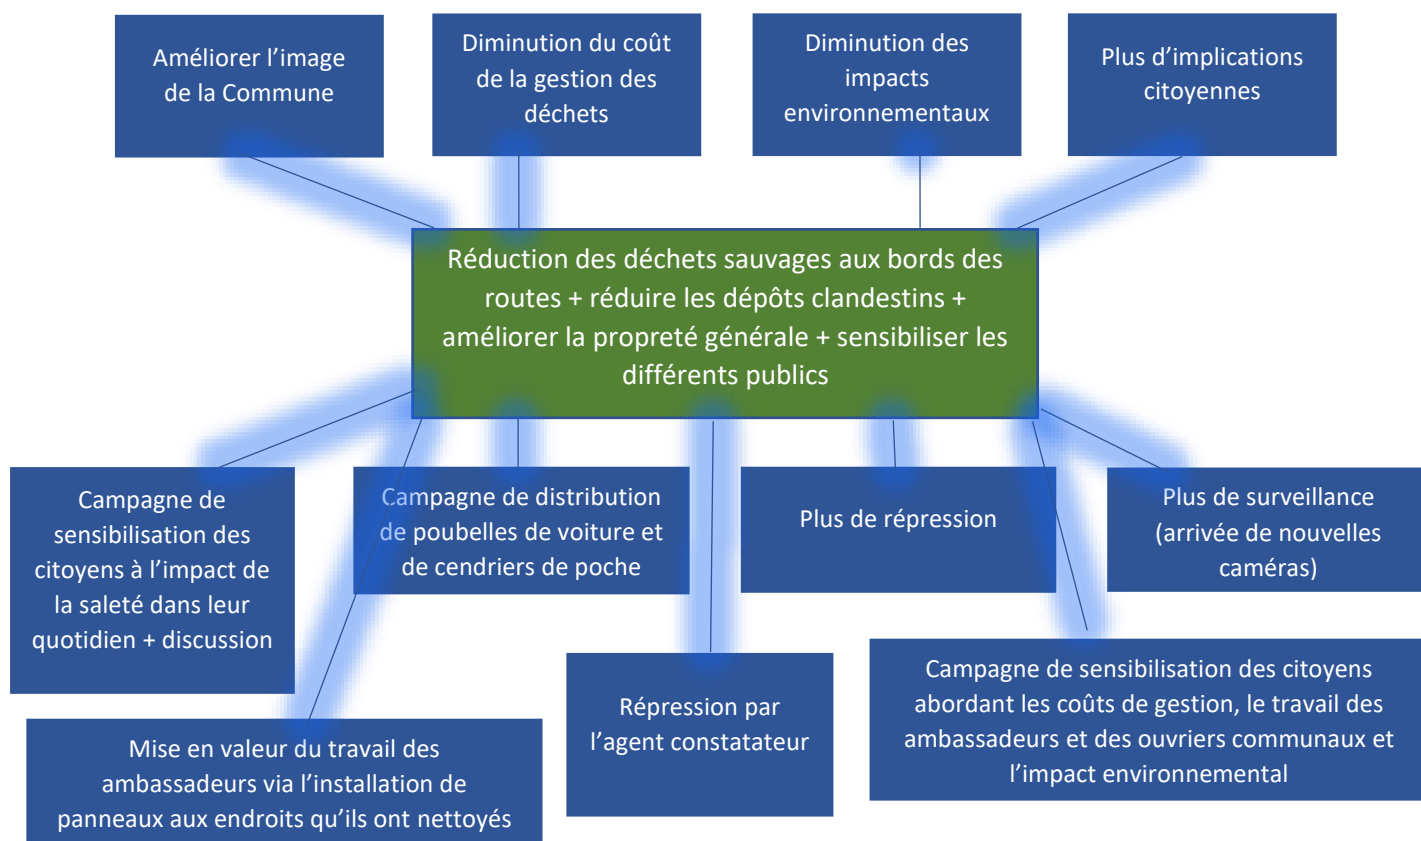 Améliorer l’image
de la Commune
Diminution du coût
de la gestion des
déchets
Diminution des
impacts
environnementaux
Plus d’implications
citoyennes
Réduction des déchets sauvages aux bords des
routes + réduire les dépôts clandestins +
améliorer la propreté générale + sensibiliser les
différents publics
Campagne de
sensibilisation des
citoyens à l’impact de
la saleté dans leur
quotidien + discussion
Campagne de distribution
de poubelles de voiture et
de cendriers de poche
Plus de répression
Plus de surveillance
(arrivée de nouvelles
caméras)
Mise en valeur du travail des
ambassadeurs via l’installation de
panneaux aux endroits qu’ils ont nettoyés
Répression par
l’agent constatateur
Campagne de sensibilisation des citoyens
abordant les coûts de gestion, le travail des
ambassadeurs et des ouvriers communaux et
l’impact environnemental